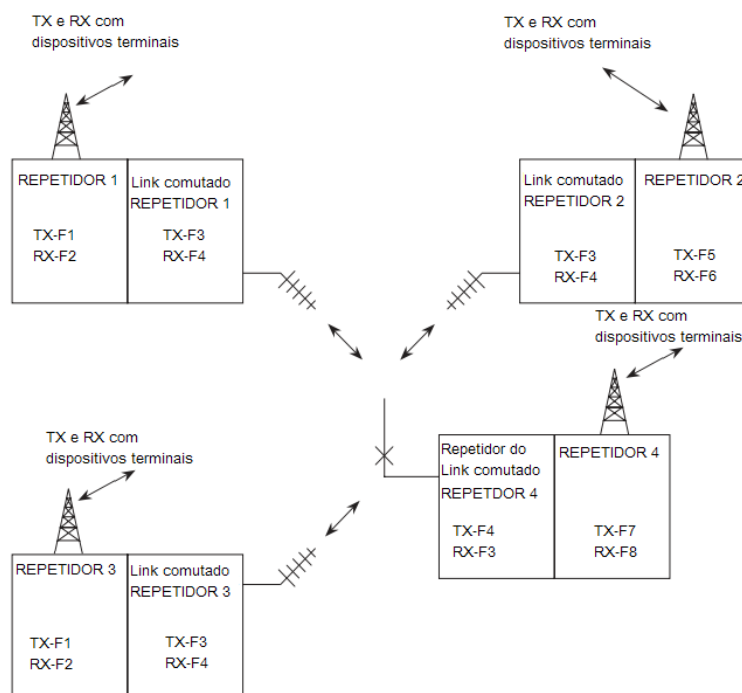 TX e RX com
dispositivos terminais
TX e RX com
dispositivos terminais
REPETIDOR 1
TX-F1
RX-F2
Link comutado
REPETIDOR 1
TX-F3
RX-F4
Link comutado
REPETIDOR 2
TX-F3
RX-F4
REPETIDOR 2
TX-F5
RX-F6
TX e RX com
dispositivos terminais
TX e RX com
dispositivos terminais
Repetidor do
Link comutado
REPETDOR 4
TX-F4
RX-F3
REPETIDOR 4
TX-F7
RX-F8
REPETIDOR 3
TX-F1
RX-F2
Link comutado
REPETIDOR 3
TX-F3
RX-F4